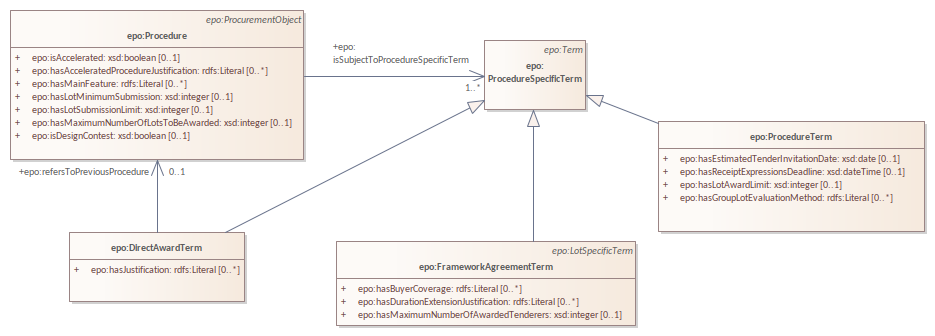 epo:ProcurementObject
epo:Procedure
+ epo:isAccelerated: xsd:boolean [0..1]
+ epo:hasAcceleratedProcedureJustification: rdfs:Literal [0..*]
+ epo:hasMainFeature: rdfs:Literal [0..*]
+ epo:hasLotMinimumSubmission: xsd:integer [0..1]
+ epo:hasLotSubmissionLimit: xsd:integer [0..1]
+ epo:hasMaximumNumberOfLotsToBeAwarded: xsd:integer [0..1]
+ epo:isDesignContest: xsd:boolean [0..1]
+epo:
isSubjectToProcedureSpecificTerm
1..*
epo:Term
epo:
ProcedureSpecificTerm
epo:ProcedureTerm
+ epo:hasEstimatedTenderInvitationDate: xsd:date [0..1]
+ epo:hasReceiptExpressionsDeadline: xsd:dateTime [0..1]
+ epo:hasLotAwardLimit: xsd:integer [0..1]
+ epo:hasGroupLotEvaluationMethod: rdfs:Literal [0..*]
+epo:refersToPreviousProcedure 0..1
epo:DirectAwardTerm
+ epo:hasJustification: rdfs:Literal [0..*]
epo:LotSpecificTerm
epo:FrameworkAgreementTerm
+ epo:hasBuyerCoverage: rdfs:Literal [0..*]
+ epo:hasDurationExtensionJustification: rdfs:Literal [0..*]
+ epo:hasMaximumNumberOfAwardedTenderers: xsd:integer [0..1]